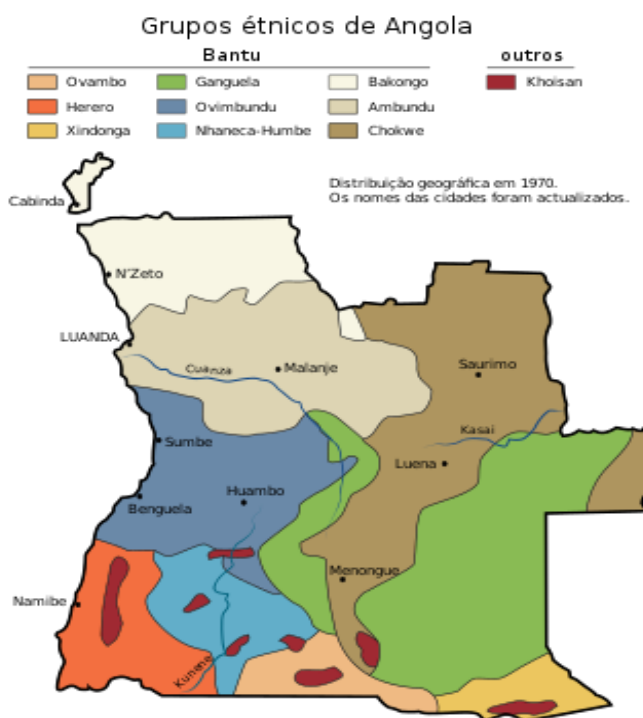 Grupos étnicos de Angola
Bantu
outros
Ovambo
Ganguela
Bakongo
Khoisan
Herero
Ovimbundu
Ambundu
Xindonga
Nhaneca-Humbe
Chokwe
Distribuição geográfica em 1970.
Os nomes das cidades foram actualizados.
Cabinda
N'Zeto
LUANDA
Cuanza
Malanje
Saurimo
Kasai
Sumbe
Luena
Huambo
Benguela
Menongue
Namibe
Kunene